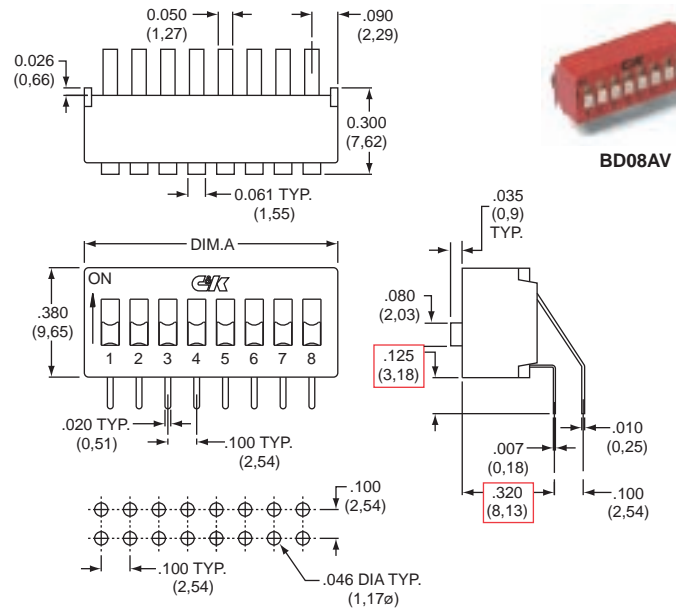 0.050
(1,27)
.090
(2,29)
0.026
(0,66)
0.300
(7,62)
0.061 TYP.
(1,55)
BD08AV
DIM.A
ON
C&K
.380
(9,65)
1 2 3 4 5 6 7 8
.020 TYP.
(0,51)
.100 TYP.
(2,54)
.035
(0,9)
TYP.
.080
(2,03)
.125
(3,18)
.010
(0,25)
.007
(0,18)
.320
(8,13)
.100
(2,54)
.100
(2,54)
.100 TYP.
(2,54)
.046 DIA TYP.
(1,17ø)